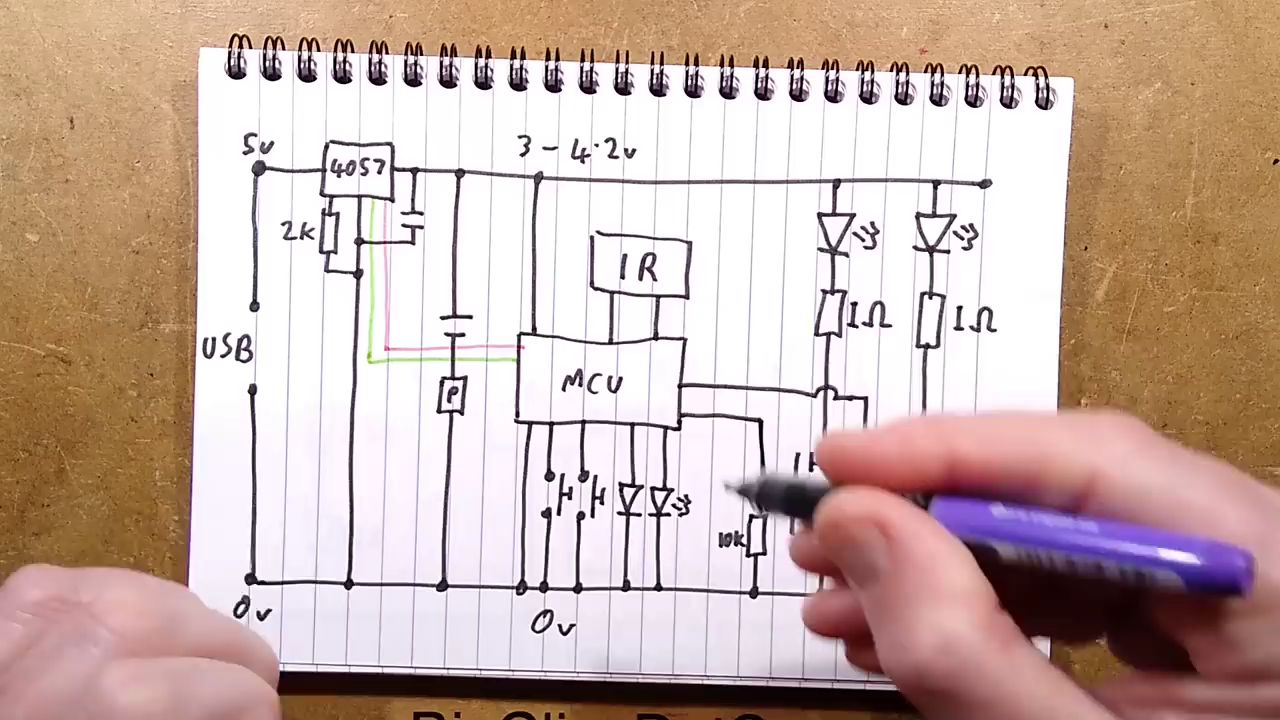 5v
4057
3 - 4.2v
2k
IR
1Ω
1Ω
USB
MCU
P
10k
0v
0v